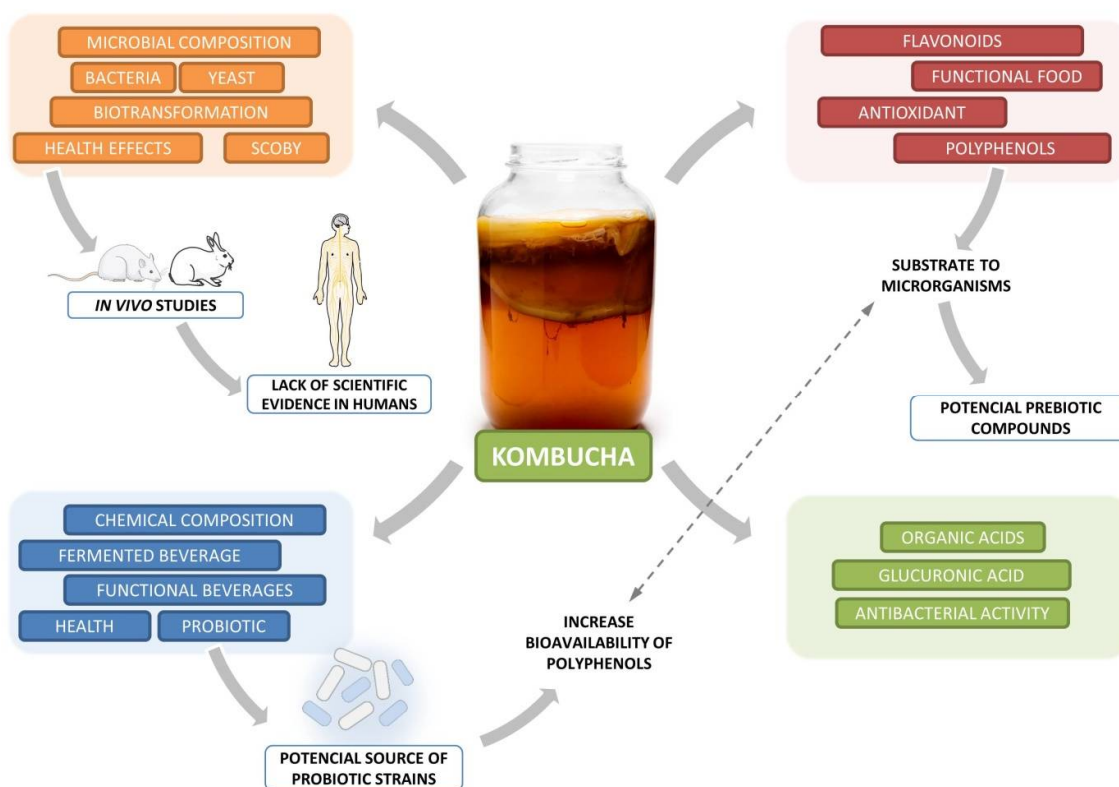 MICROBIAL COMPOSITION
BACTERIA
YEAST
BIOTRANSFORMATION
HEALTH EFFECTS
SCOBY
IN VIVO STUDIES
LACK OF SCIENTIFIC
EVIDENCE IN HUMANS
FLAVONOIDS
FUNCTIONAL FOOD
ANTIOXIDANT
POLYPHENOLS
SUBSTRATE TO
MICRORGANISMS
POTENCIAL PREBIOTIC
COMPOUNDS
KOMBUCHA
CHEMICAL COMPOSITION
FERMENTED BEVERAGE
FUNCTIONAL BEVERAGES
HEALTH
PROBIOTIC
POTENCIAL SOURCE OF
PROBIOTIC STRAINS
INCREASE
BIOAVAILABILITY OF
POLYPHENOLS
ORGANIC ACIDS
GLUCURONIC ACID
ANTIBACTERIAL ACTIVITY